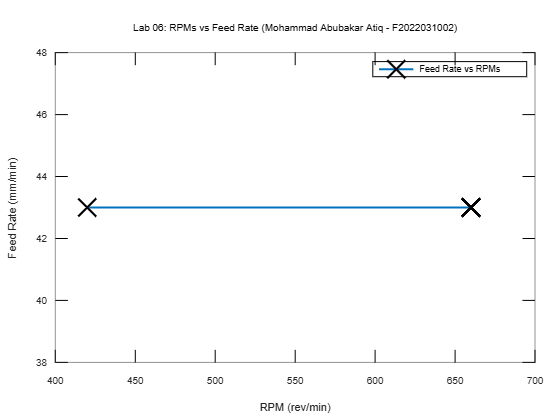 Lab 06: RPMs vs Feed Rate (Mohammad Abubakar Atiq - F2022031002)
48
Feed Rate vs RPMs
46
44
Feed Rate (mm/min)
42
40
38
400 450 500 550 600 650 700
RPM (rev/min)